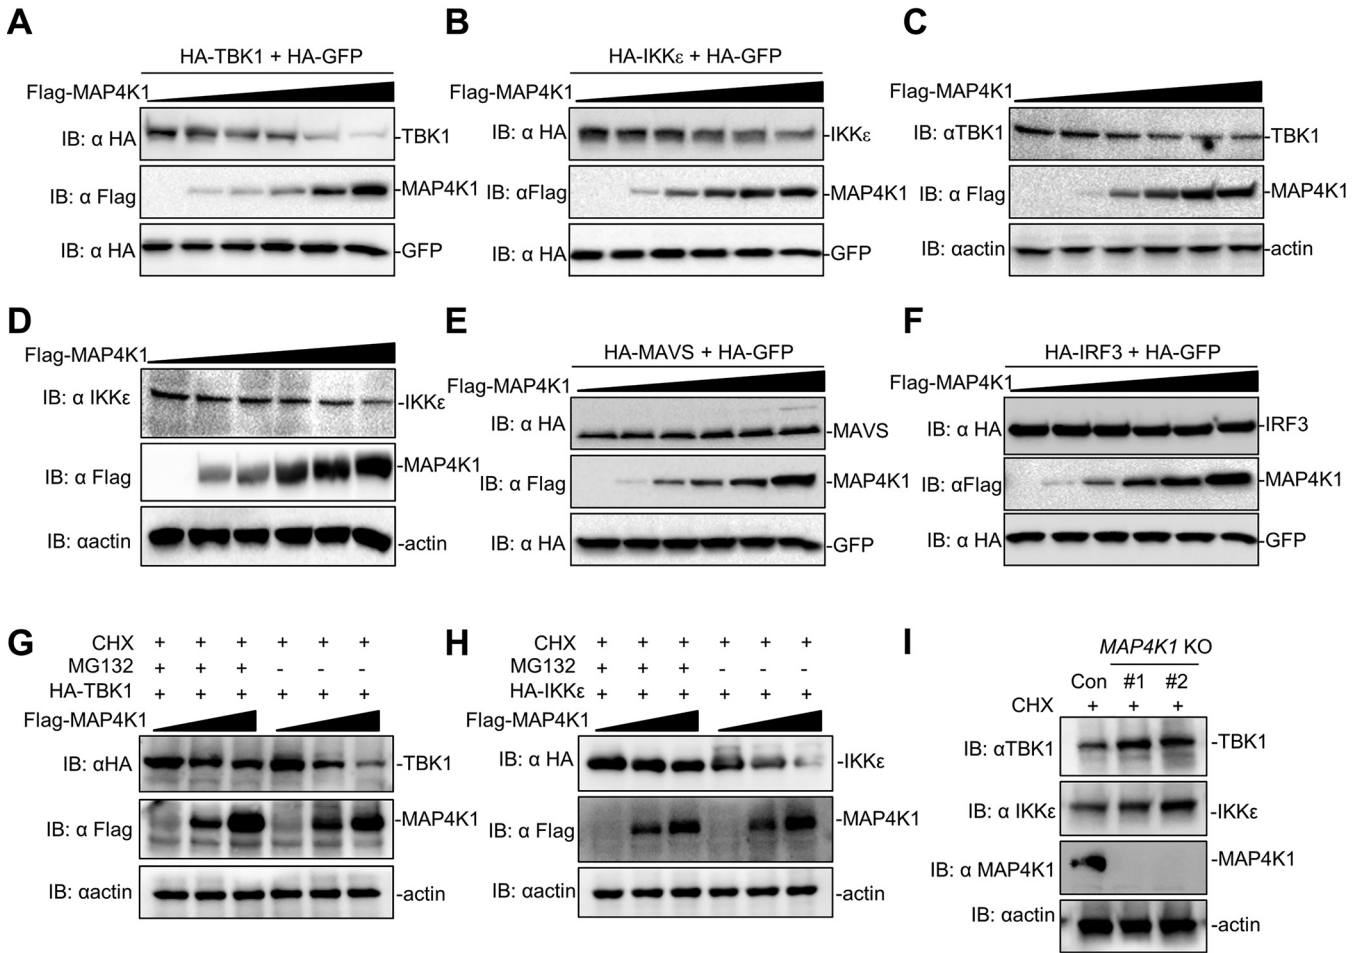 A
HA-TBK1 + HA-GFP
Flag-MAP4K1
IB: α HA
-TBK1
IB: α Flag
-MAP4K1
IB: α HA
-GFP
B
HA-IKKε + HA-GFP
Flag-MAP4K1
IB: α HA
-IKKε
IB: αFlag
-MAP4K1
IB: α HA
-GFP
C
Flag-MAP4K1
IB: αTBK1
-TBK1
IB: α Flag
-MAP4K1
IB: αactin
-actin
D
Flag-MAP4K1
IB: α IKKε
-IKKε
IB: α Flag
-MAP4K1
IB: αactin
-actin
E
HA-MAVS + HA-GFP
Flag-MAP4K1
IB: α HA
-MAVS
IB: α Flag
-MAP4K1
IB: α HA
-GFP
F
HA-IRF3 + HA-GFP
Flag-MAP4K1
IB: α HA
-IRF3
IB: αFlag
-MAP4K1
IB: α HA
-GFP
G
CHX + + + + + +
MG132 + + + - - -
HA-TBK1 + + + + + +
Flag-MAP4K1
IB: αHA
-TBK1
IB: α Flag
-MAP4K1
IB: αactin
-actin
H
CHX + + + + + +
MG132 + + + - - -
HA-IKKε + + + + + +
Flag-MAP4K1
IB: α HA
-IKKε
IB: α Flag
-MAP4K1
IB: αactin
-actin
I
MAP4K1 KO
Con #1 #2
CHX + + +
IB: αTBK1
-TBK1
IB: α IKKε
-IKKε
IB: α MAP4K1
-MAP4K1
IB: αactin
-actin